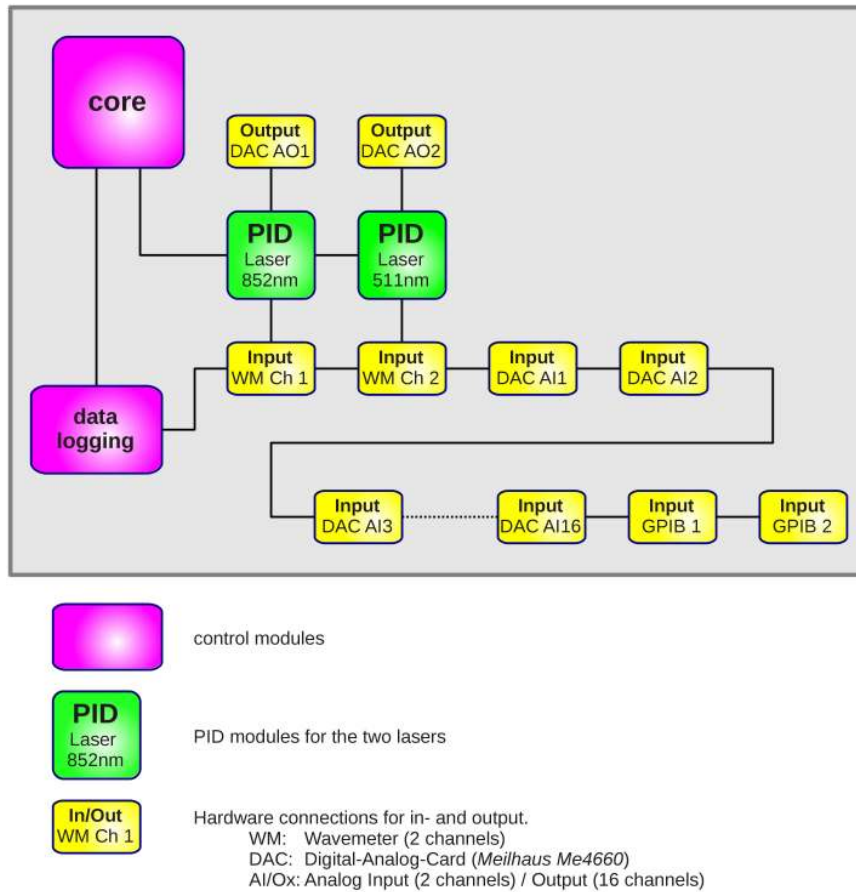 core
Output
DAC AO1
Output
DAC AO2
PID
Laser
852nm
PID
Laser
511nm
Input
WM Ch 1
Input
WM Ch 2
Input
DAC AI1
Input
DAC AI2
data
logging
Input
DAC AI3
Input
DAC AI16
Input
GPIB 1
Input
GPIB 2
control modules
PID
Laser
852nm
PID modules for the two lasers
In/Out
WM Ch 1
Hardware connections for in- and output.
WM: Wavemeter (2 channels)
DAC: Digital-Analog-Card (Meilhaus Me4660)
AI/Ox: Analog Input (2 channels) / Output (16 channels)